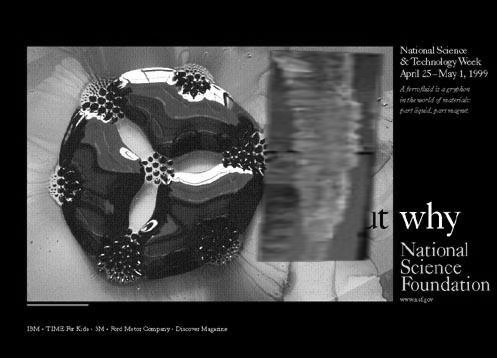 National Science
& Technology Week
April 25–May 1, 1999
A ferrofluid is a gryphon
in the world of materials:
part liquid, part magnet.
ut why
National
Science
Foundation
www.nsf.gov
IBM • TIME For Kids • 3M • Ford Motor Company • Discover Magazine